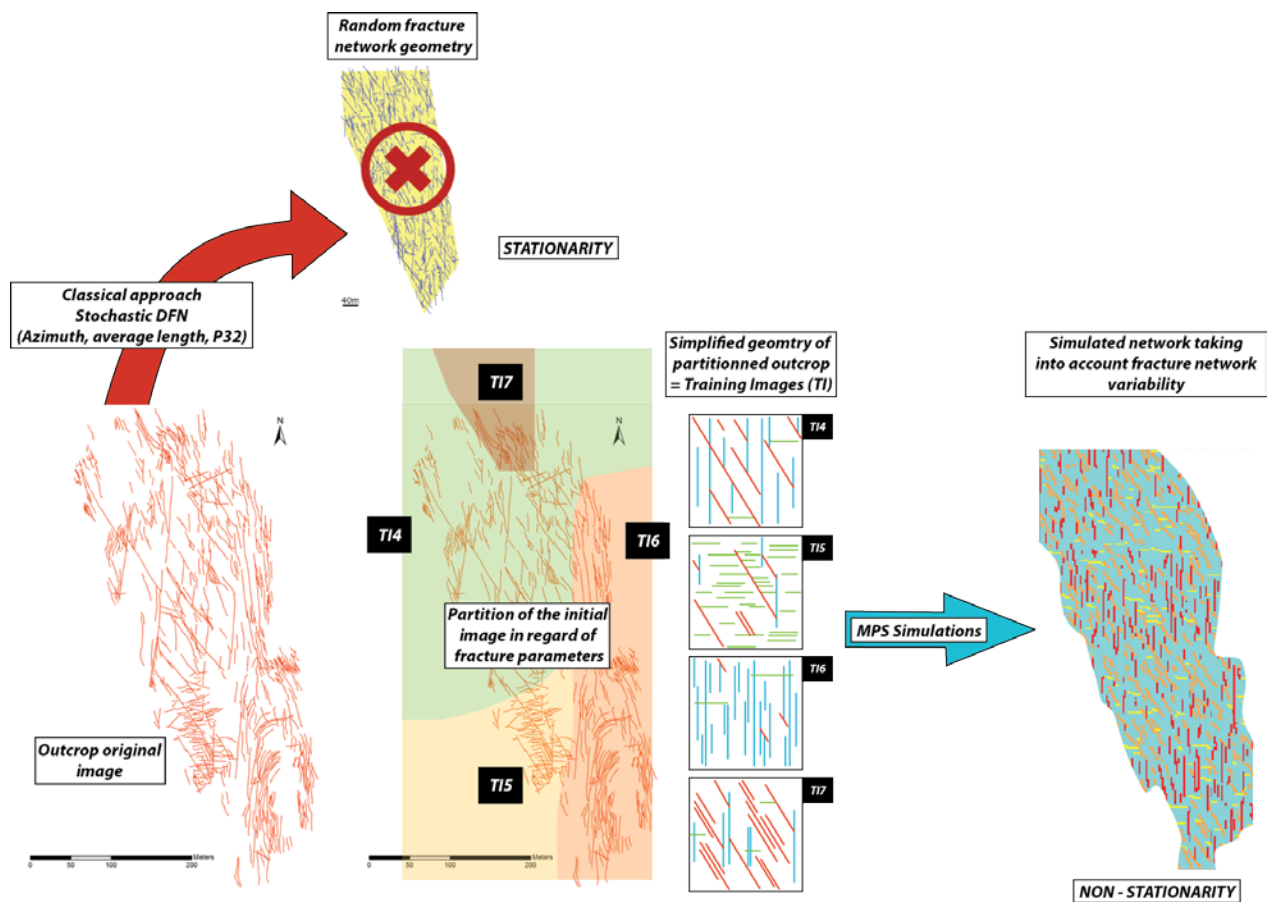 Random fracture
network geometry
STATIONARITY
40m
Classical approach
Stochastic DFN
(Azimuth, average length, P32)
N
Outcrop original
image
Meters
0 50 100 200
TI7
N
TI4
TI6
Partition of the initial
image in regard of
fracture parameters
TI5
Meters
0 50 100 200
Simplified geomtry of
partitionned outcrop
= Training Images (TI)
TI4
TI5
TI6
TI7
MPS Simulations
Simulated network taking
into account fracture network
variability
NON - STATIONARITY